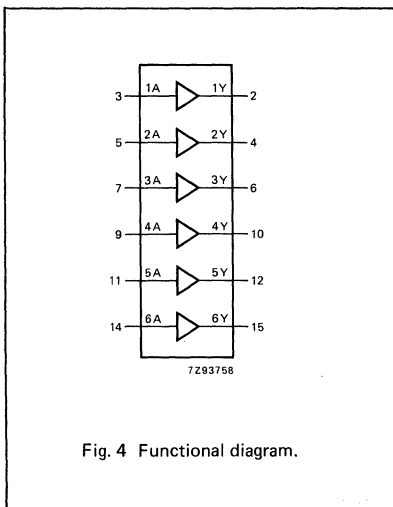 3 1A 1Y 2
5 2A 2Y 4
7 3A 3Y 6
9 4A 4Y 10
11 5A 5Y 12
14 6A 6Y 15
7Z93758
Fig. 4 Functional diagram.